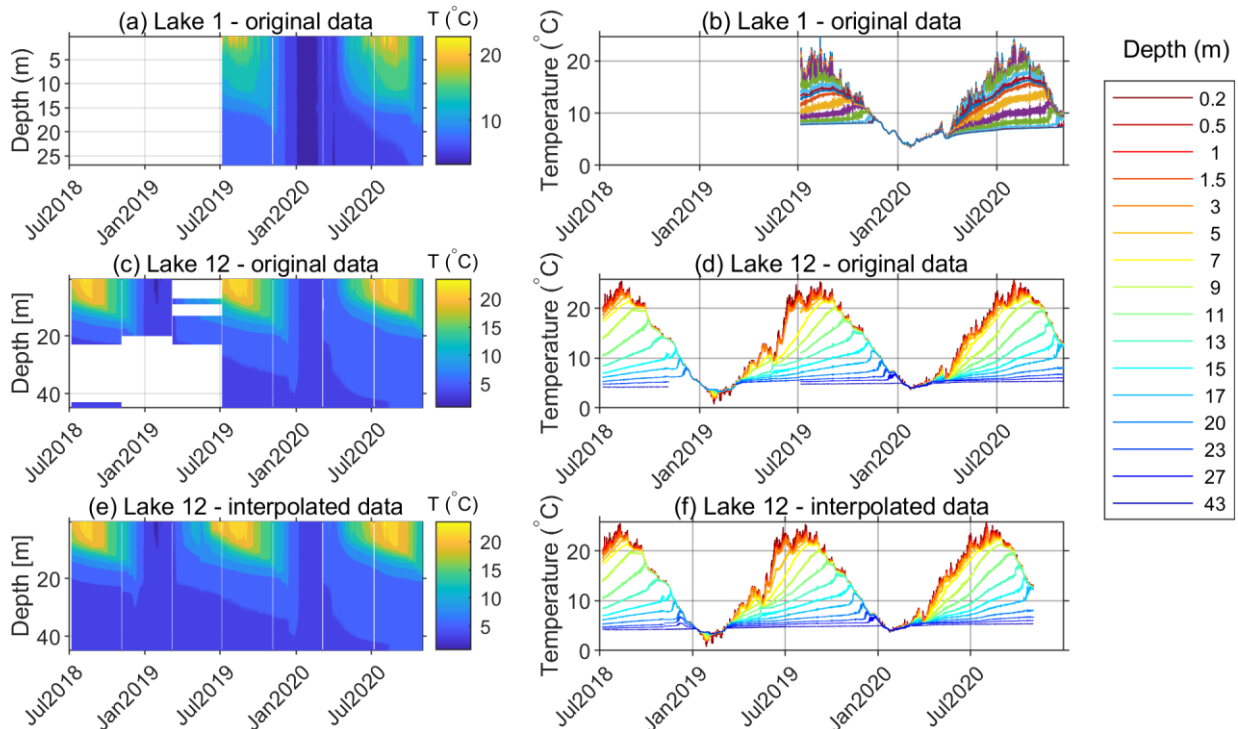 (a) Lake 1 - original data
T (°C)
Depth (m)
5
10
15
20
25
20
10
Jul2018
Jan2019
Jul2019
Jan2020
Jul2020
(b) Lake 1 - original data
Temperature (°C)
20
10
0
Jul2018
Jan2019
Jul2019
Jan2020
Jul2020
(c) Lake 12 - original data
T (°C)
Depth [m]
20
40
20
15
10
5
Jul2018
Jan2019
Jul2019
Jan2020
Jul2020
(d) Lake 12 - original data
Temperature (°C)
20
10
0
Jul2018
Jan2019
Jul2019
Jan2020
Jul2020
(e) Lake 12 - interpolated data
T (°C)
Depth [m]
20
40
20
15
10
5
Jul2018
Jan2019
Jul2019
Jan2020
Jul2020
(f) Lake 12 - interpolated data
Temperature (°C)
20
10
0
Jul2018
Jan2019
Jul2019
Jan2020
Jul2020
Depth (m)
0.2
0.5
1
1.5
3
5
7
9
11
13
15
17
20
23
27
43